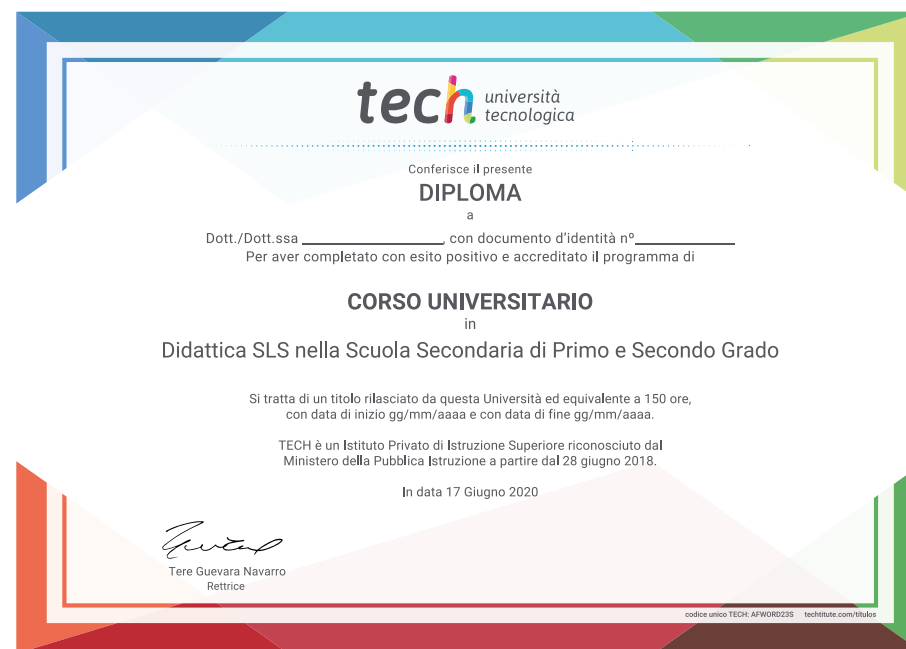 tech università
tecnologica
Conferisce il presente
DIPLOMA
a
Dott./Dott.ssa ____________, con documento d'identità nº____________
Per aver completato con esito positivo e accreditato il programma di
CORSO UNIVERSITARIO
in
Didattica SLS nella Scuola Secondaria di Primo e Secondo Grado
Si tratta di un titolo rilasciato da questa Università ed equivalente a 150 ore,
con data di inizio gg/mm/aaaa e con data di fine gg/mm/aaaa.
TECH è un Istituto Privato di Istruzione Superiore riconosciuto dal
Ministero della Pubblica Istruzione a partire dal 28 giugno 2018.
In data 17 Giugno 2020
Tere Guevara Navarro
Rettrice
codice unico TECH: AFWORD23S techtitute.com/titulos